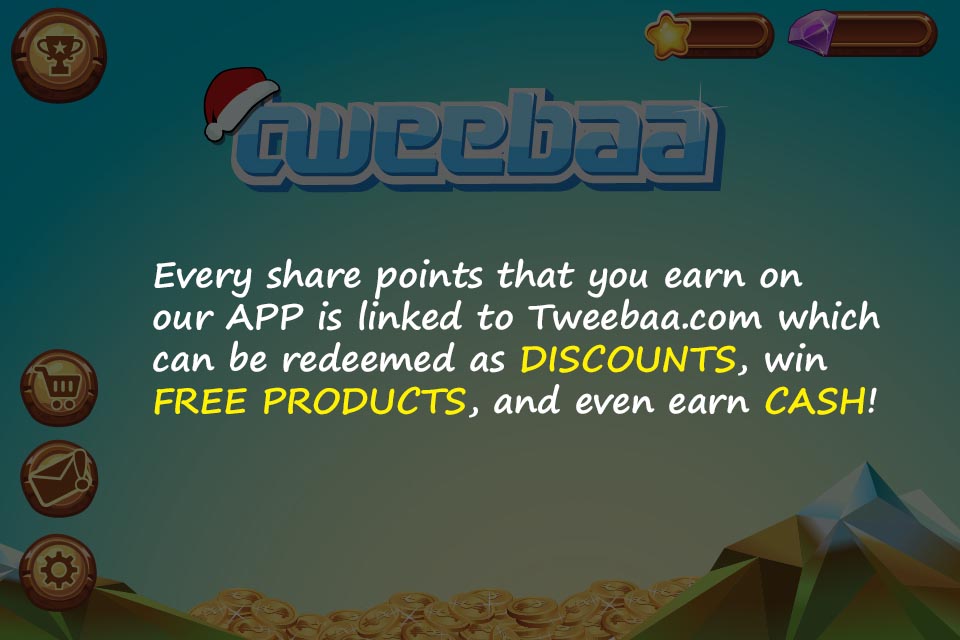 tweebaa
Every share points that you earn on
our APP is linked to Tweebaa.com which
can be redeemed as DISCOUNTS, win
FREE PRODUCTS, and even earn CASH!